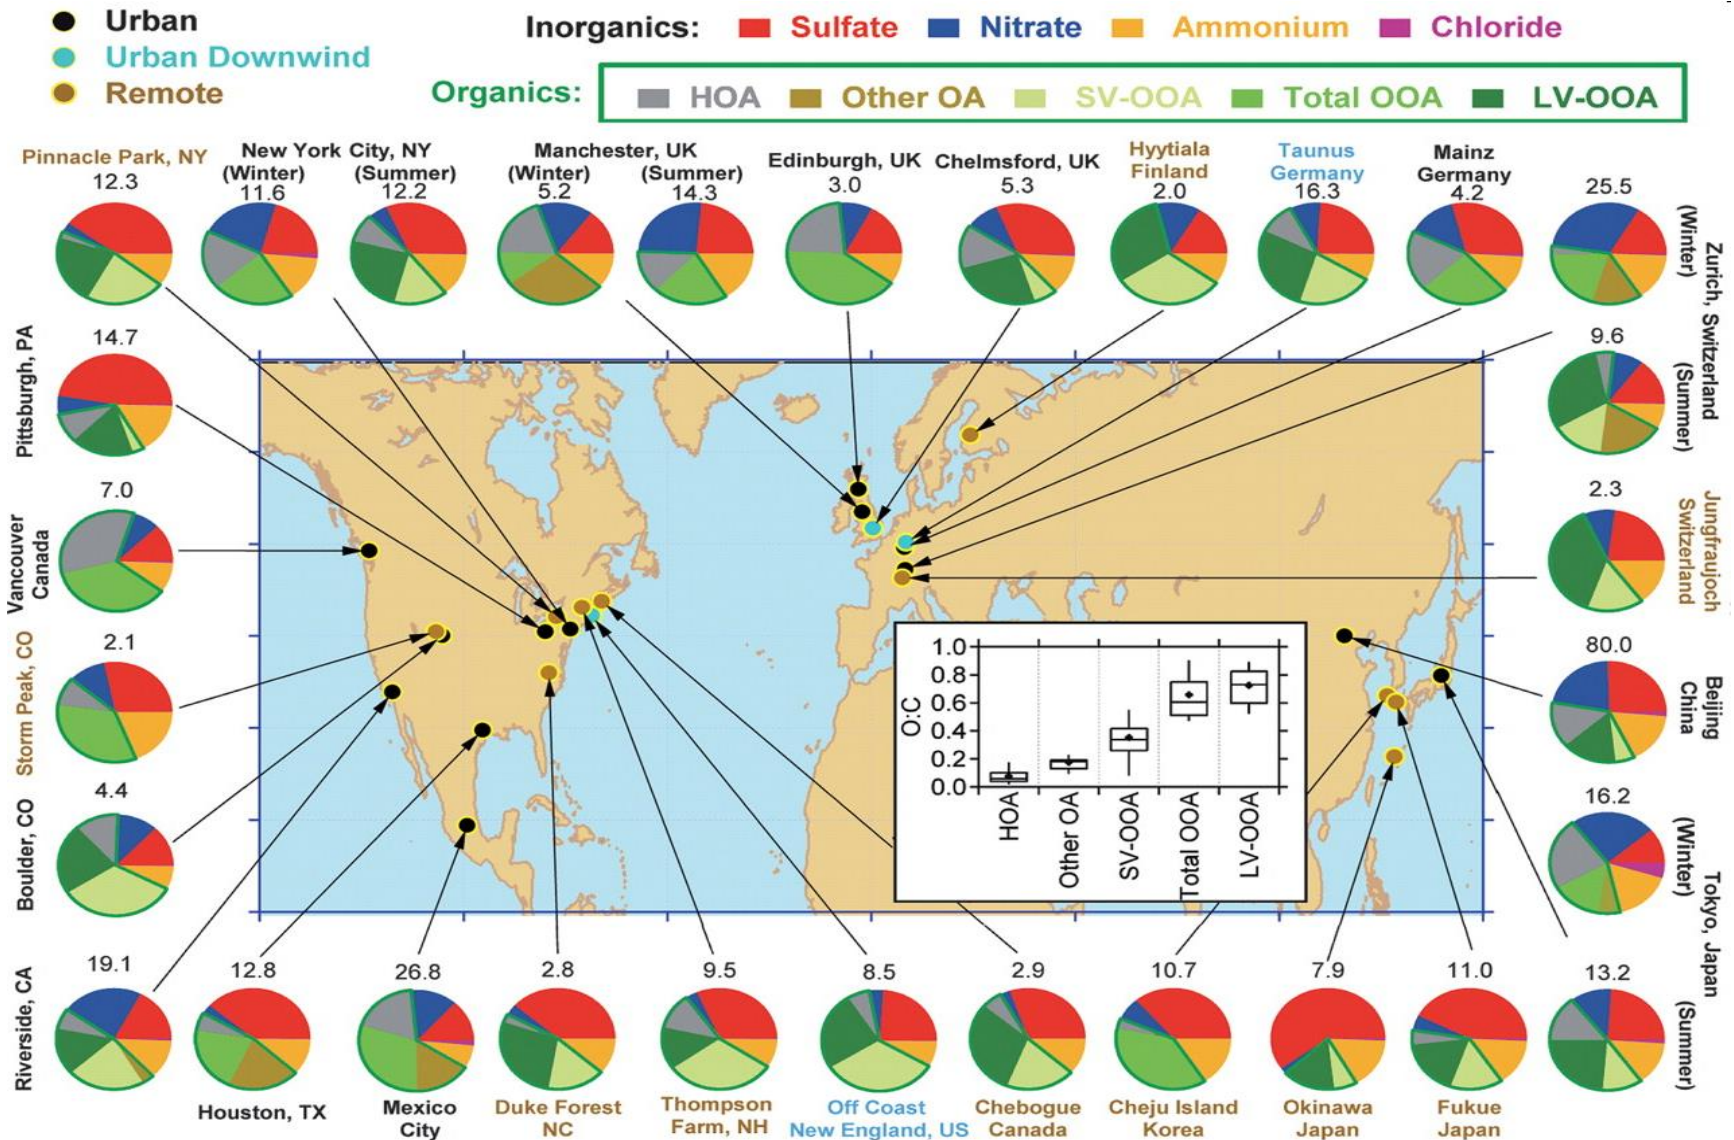 Urban
Urban Downwind
Remote
Inorganics: Sulfate Nitrate Ammonium Chloride
Organics: HOA Other OA SV-OOA Total OOA LV-OOA
Pinnacle Park, NY
12.3
New York City, NY
(Winter) (Summer)
11.6 12.2
Manchester, UK
(Winter) (Summer)
5.2 14.3
Edinburgh, UK
3.0
Chelmsford, UK
5.3
Hyytiala
Finland
2.0
Taunus
Germany
16.3
Mainz
Germany
4.2
25.5
(Winter)
Zurich, Switzerland
9.6
(Summer)
Pittsburgh, PA
14.7
Vancouver
Canada
7.0
Storm Peak, CO
2.1
Boulder, CO
4.4
Riverside, CA
19.1
2.3
Jungfraujoch
Switzerland
80.0
Beijing
China
16.2
(Winter)
Tokyo, Japan
13.2
(Summer)
O:C
1.0
0.8
0.6
0.4
0.2
0.0
HOA
Other OA
SV-OOA
Total OOA
LV-OOA
12.8
Houston, TX
26.8
Mexico
City
2.8
Duke Forest
NC
9.5
Thompson
Farm, NH
8.5
Off Coast
New England, US
2.9
Chebogue
Canada
10.7
Cheju Island
Korea
7.9
Okinawa
Japan
11.0
Fukue
Japan